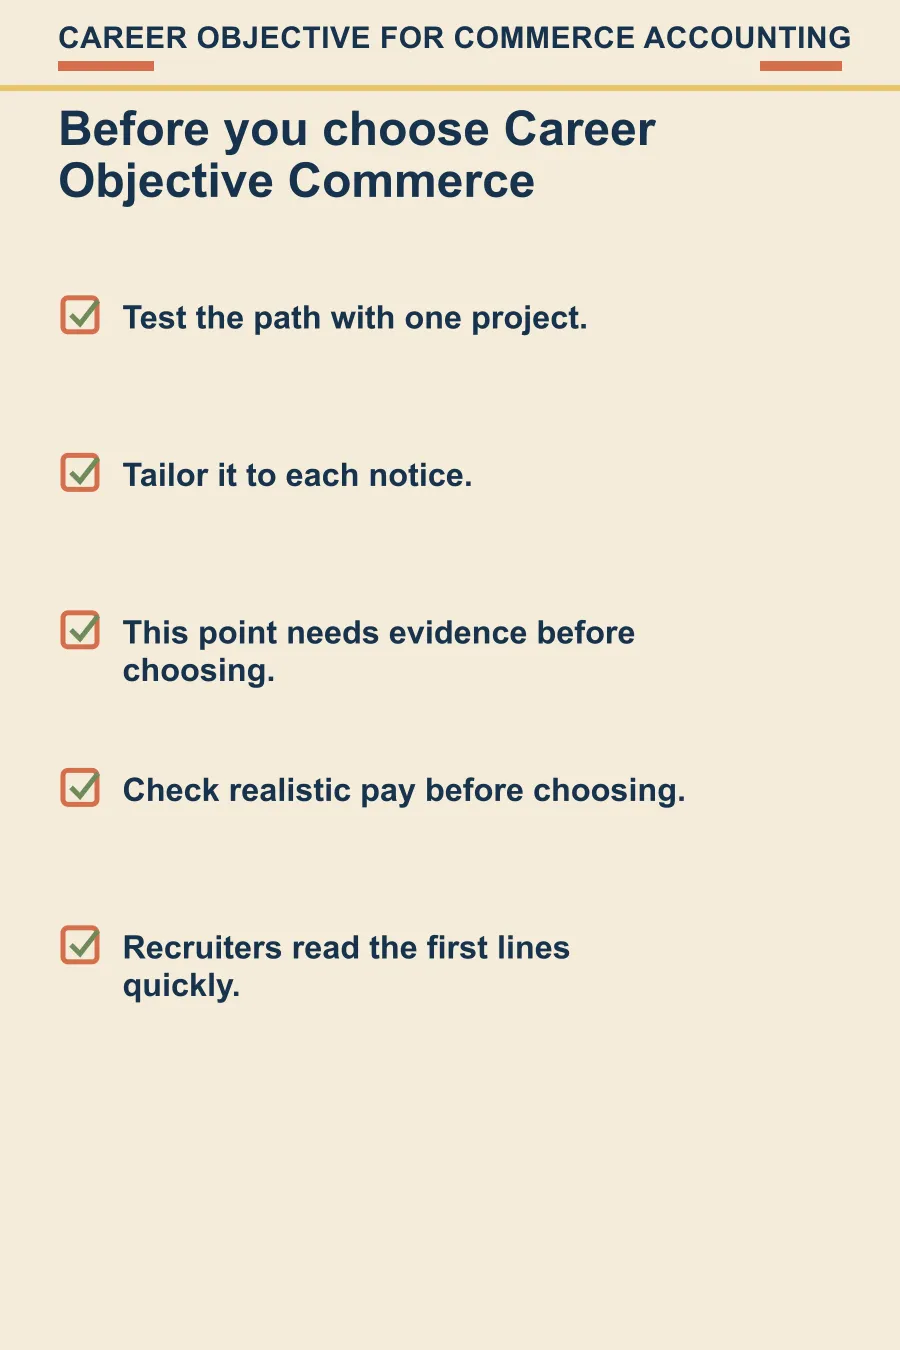 CAREER OBJECTIVE FOR COMMERCE ACCOUNTING
Before you choose Career
Objective Commerce
Test the path with one project.
Tailor it to each notice.
This point needs evidence before
choosing.
Check realistic pay before choosing.
Recruiters read the first lines
quickly.